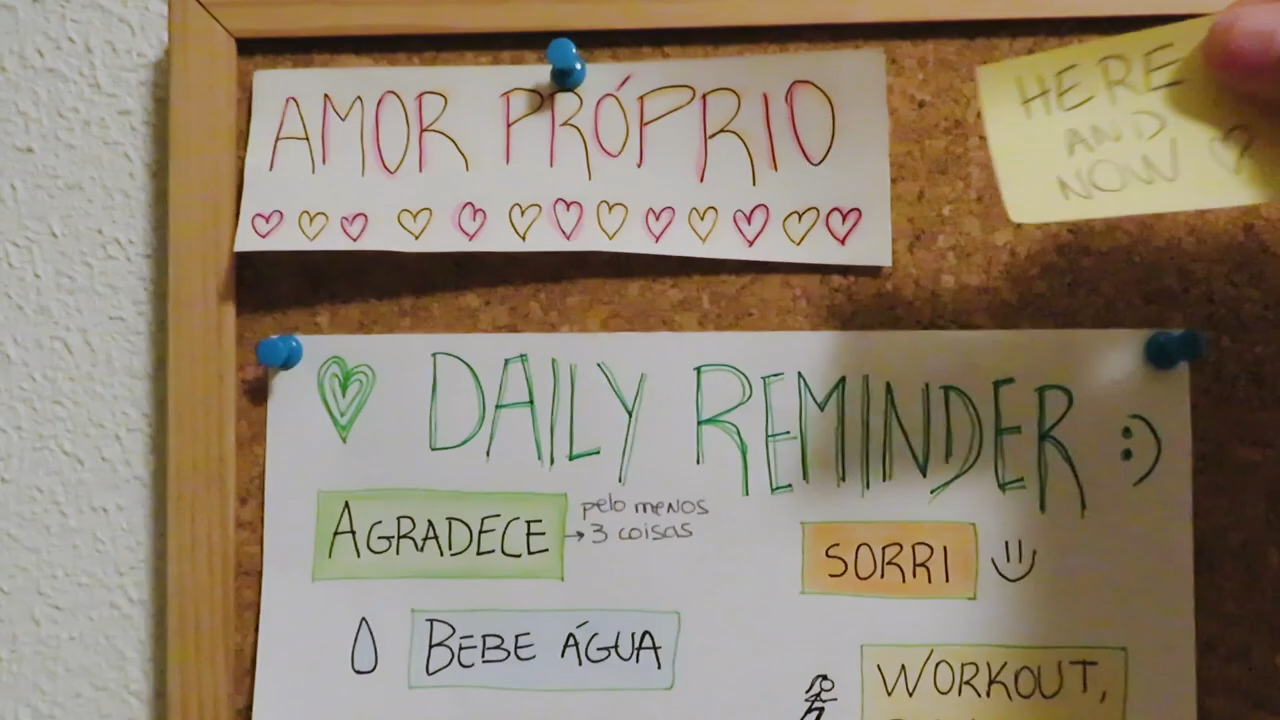 AMOR PRÓPRIO
HERE
AND
NOW
DAILY REMINDER :)
AGRADECE
pelo menos
→ 3 coisas
SORRI
BEBE ÁGUA
WORKOUT,